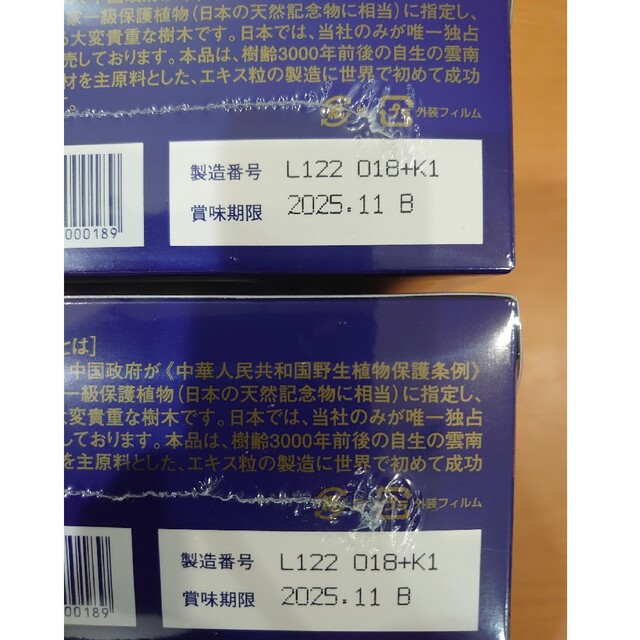 家一級保護植物(日本の天然記念物に相当)に指定し、
大変貴重な樹木です。日本では、当社のみが唯一独占
売しております。本品は、樹齢3000年前後の自生の雲南
材を主原料とした、エキス粒の製造に世界で初めて成功
外装フィルム
製造番号 L122 018+K1
賞味期限 2025.11 B
000189
とは]
中国政府が《中華人民共和国野生植物保護条例》
一級保護植物(日本の天然記念物に相当)に指定し、
大変貴重な樹木です。日本では、当社のみが唯一独占
しております。本品は、樹齢3000年前後の自生の雲南
を主原料とした、エキス粒の製造に世界で初めて成功
外装フィルム
製造番号 L122 018+K1
賞味期限 2025.11 B
00189